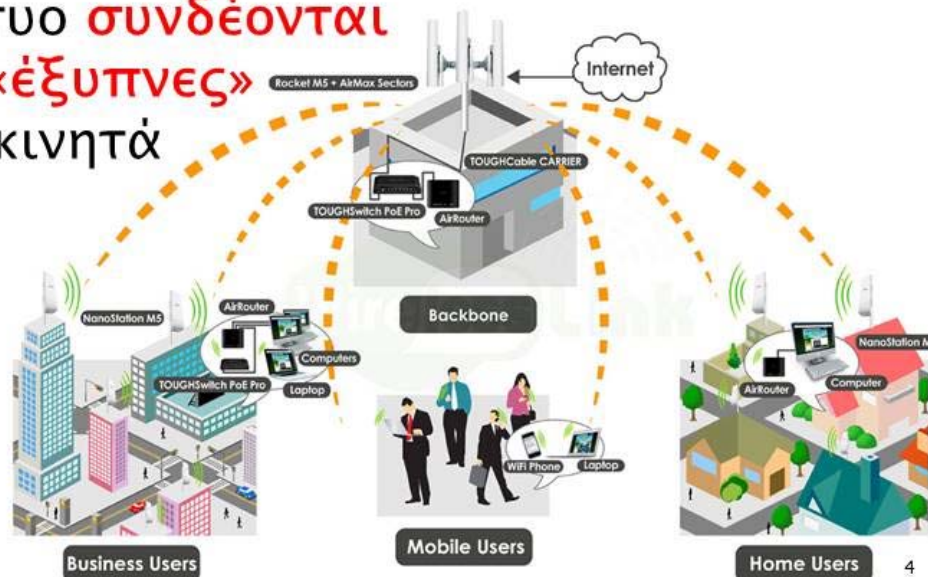 συνδέονται
«έξυπνες»
κινητά
Rocket M5 + AirMax Sectors
Internet
TOUGHCable CARRIER
TOUGHSwitch PoE Pro
AirRouter
Backbone
NanoStation M5
AirRouter
Computers
TOUGHSwitch PoE Pro
Laptop
NanoStation M
AirRouter
Computer
WiFi Phone
Laptop
Business Users
Mobile Users
Home Users
4